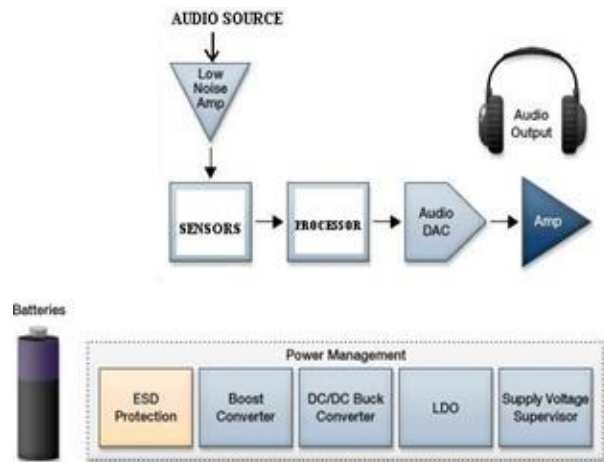 AUDIO SOURCE
Low
Noise
Amp
Audio
Output
SENSORS
PROCESSOR
Audio
DAC
Amp
Batteries
Power Management
ESD
Protection
Boost
Converter
DC/DC Buck
Converter
LDO
Supply Voltage
Supervisor